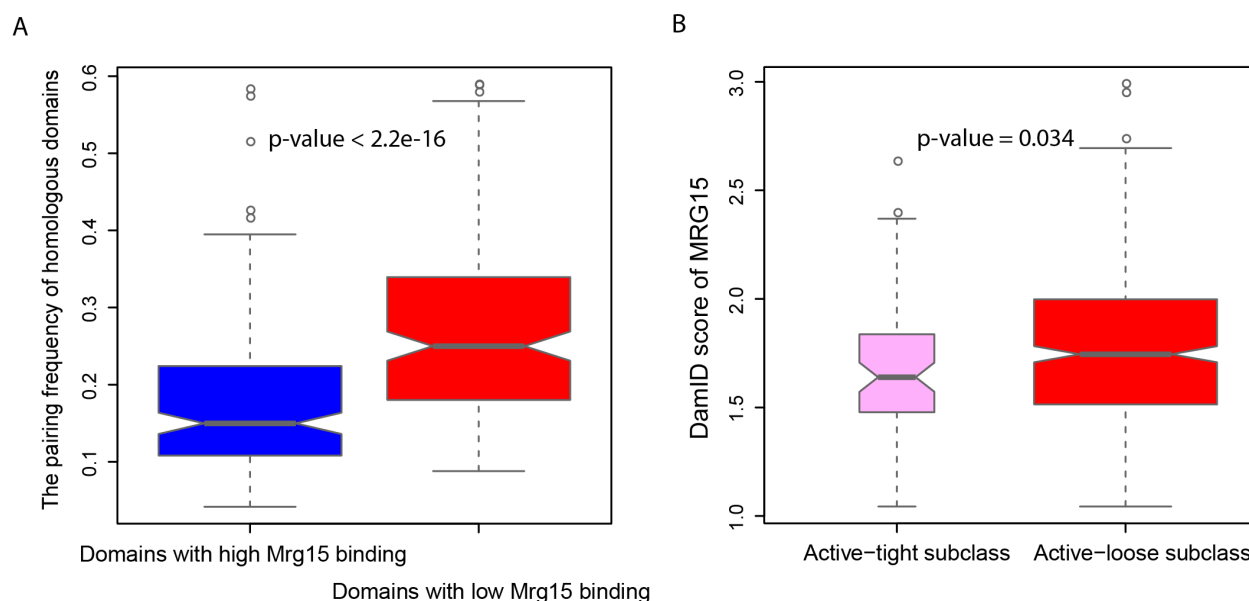 A
The pairing frequency of homologous domains
0.6
0.5
0.4
0.3
0.2
0.1
p-value < 2.2e-16
Domains with high Mrg15 binding
Domains with low Mrg15 binding
B
DamID score of MRG15
3.0
2.5
2.0
1.5
1.0
p-value = 0.034
Active−tight subclass
Active−loose subclass